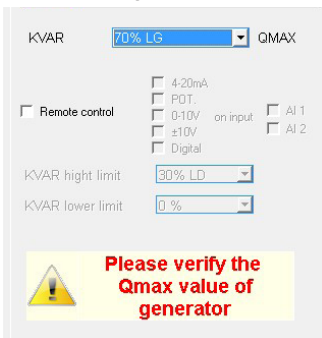 KVAR 70% LG QMAX
4-20mA
POT.
Remote control 0-10V on input AI 1
±10V AI 2
Digital
KVAR hight limit 30% LD
KVAR lower limit 0 %
Please verify the
Qmax value of
generator